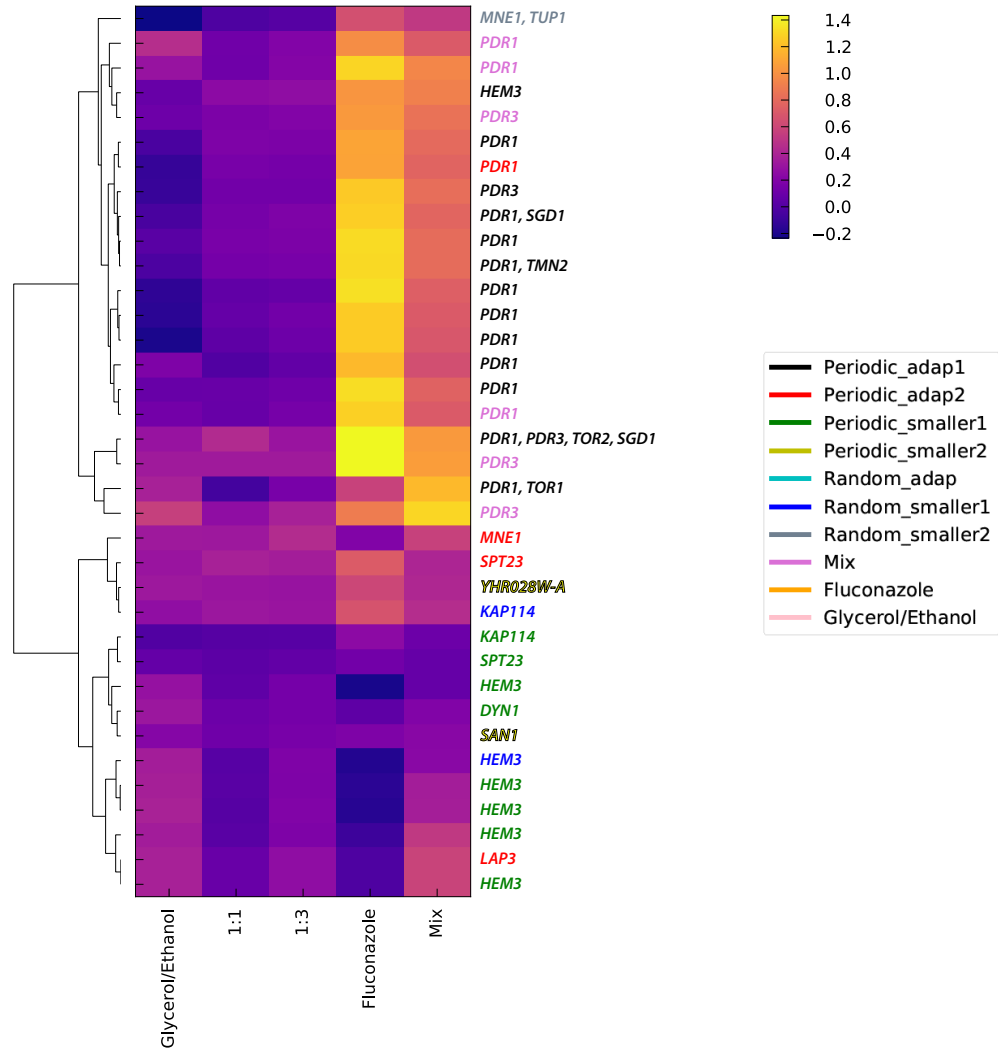 MNE1, TUP1
PDR1
PDR1
HEM3
PDR3
PDR1
PDR1
PDR3
PDR1, SGD1
PDR1
PDR1, TMN2
PDR1
PDR1
PDR1
PDR1
PDR1
PDR1
PDR1, PDR3, TOR2, SGD1
PDR3
PDR1, TOR1
PDR3
MNE1
SPT23
YHR028W-A
KAP114
KAP114
SPT23
HEM3
DYN1
SAN1
HEM3
HEM3
HEM3
HEM3
LAP3
HEM3
Glycerol/Ethanol
1:1
1:3
Fluconazole
Mix
1.4
1.2
1.0
0.8
0.6
0.4
0.2
0.0
−0.2
Periodic_adap1
Periodic_adap2
Periodic_smaller1
Periodic_smaller2
Random_adap
Random_smaller1
Random_smaller2
Mix
Fluconazole
Glycerol/Ethanol